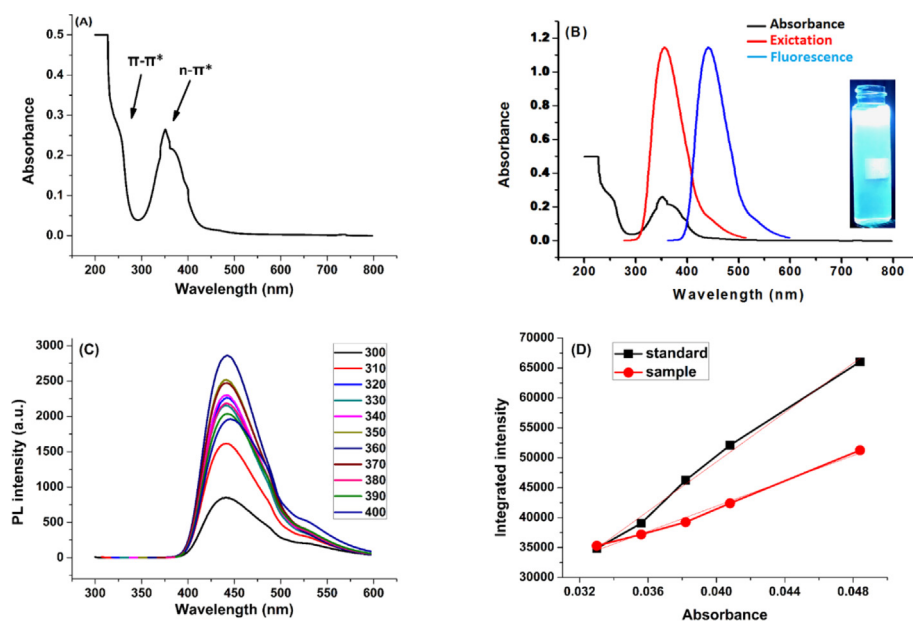 (A)
π-π*
n-π*
0.5
0.4
0.3
0.2
0.1
0.0
Absorbance
200 300 400 500 600 700 800
Wavelength (nm)
(B)
Absorbance
Exictation
Fluorescence
1.2
1.0
0.8
0.6
0.4
0.2
0.0
Absorbance
200 300 400 500 600 700 800
Wavelength (nm)
(C)
3000
2500
2000
1500
1000
500
0
PL intensity (a.u.)
300
310
320
330
340
350
360
370
380
390
400
300 350 400 450 500 550 600
Wavelength (nm)
(D)
standard
sample
70000
65000
60000
55000
50000
45000
40000
35000
30000
Integrated intensity
0.032 0.036 0.040 0.044 0.048
Absorbance